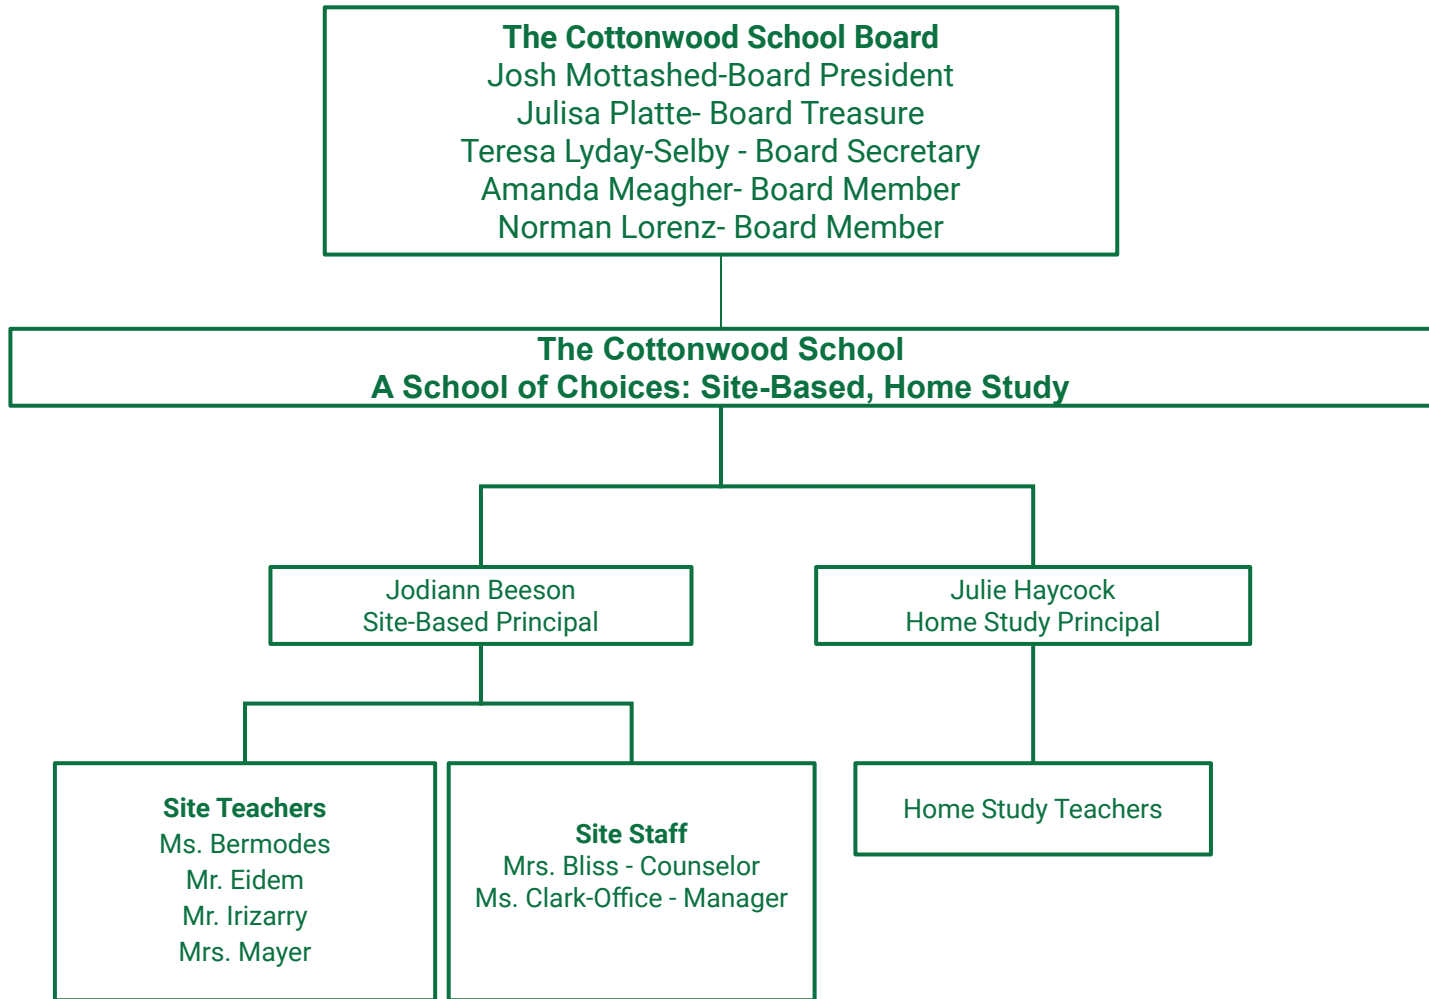 The Cottonwood School Board
Josh Mottashed-Board President
Julisa Platte- Board Treasure
Teresa Lyday-Selby - Board Secretary
Amanda Meagher- Board Member
Norman Lorenz- Board Member
The Cottonwood School
A School of Choices: Site-Based, Home Study
Jodiann Beeson
Site-Based Principal
Julie Haycock
Home Study Principal
Site Teachers
Ms. Bermodes
Mr. Eidem
Mr. Irizarry
Mrs. Mayer
Site Staff
Mrs. Bliss - Counselor
Ms. Clark-Office - Manager
Home Study Teachers